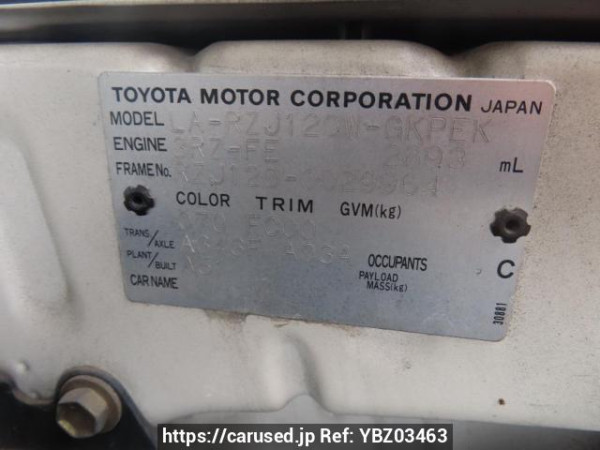 TOYOTA MOTOR CORPORATION JAPAN
MODEL LA-RZJ120W-GKPEK
ENGINE 3RZ-FE 2693 mL
FRAME No.
COLOR TRIM GVM(kg)
TRANS./AXLE
PLANT/BUILT OCCUPANTS C
CAR NAME PAYLOAD MASS(kg)
30881
https://carused.jp Ref: YBZ03463